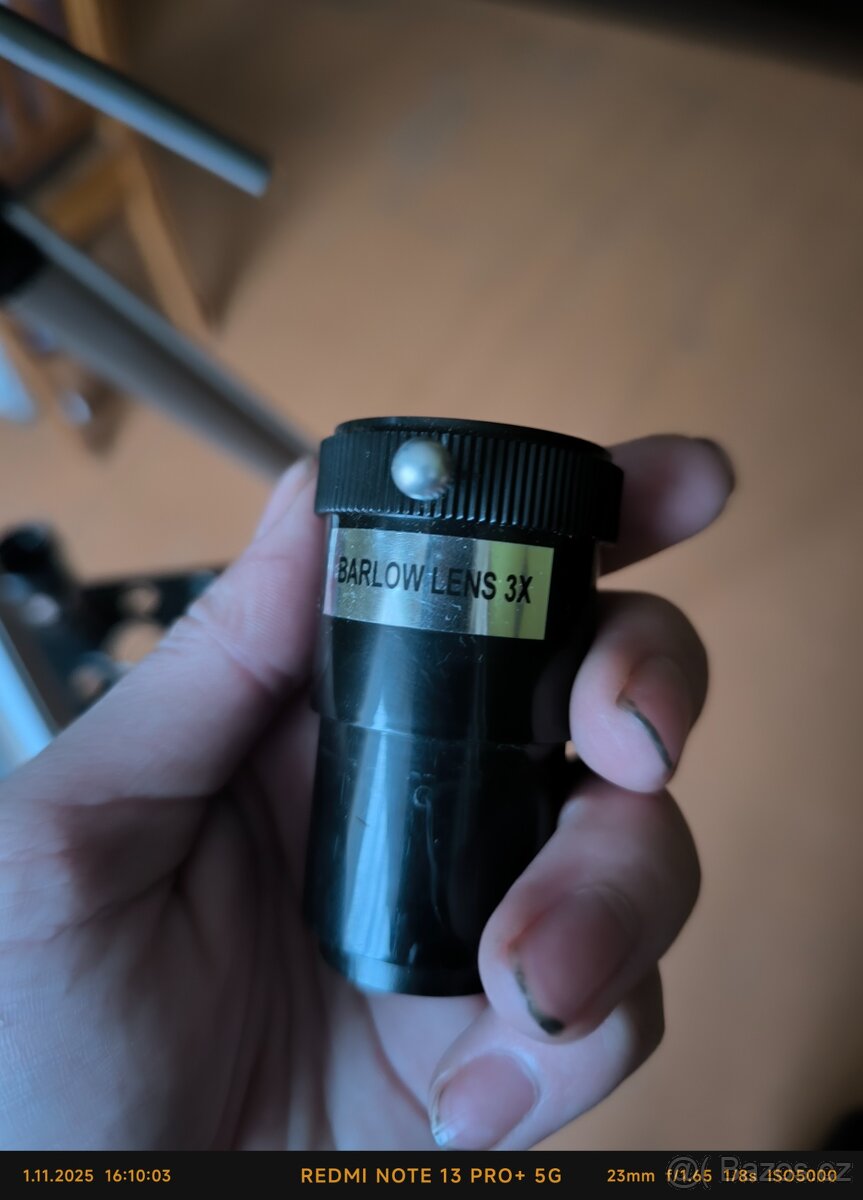 BARLOW LENS 3X
1.11.2025 16:10:03 REDMI NOTE 13 PRO+ 5G 23mm f/1.65 1/8s ISO5000
Bazos.cz